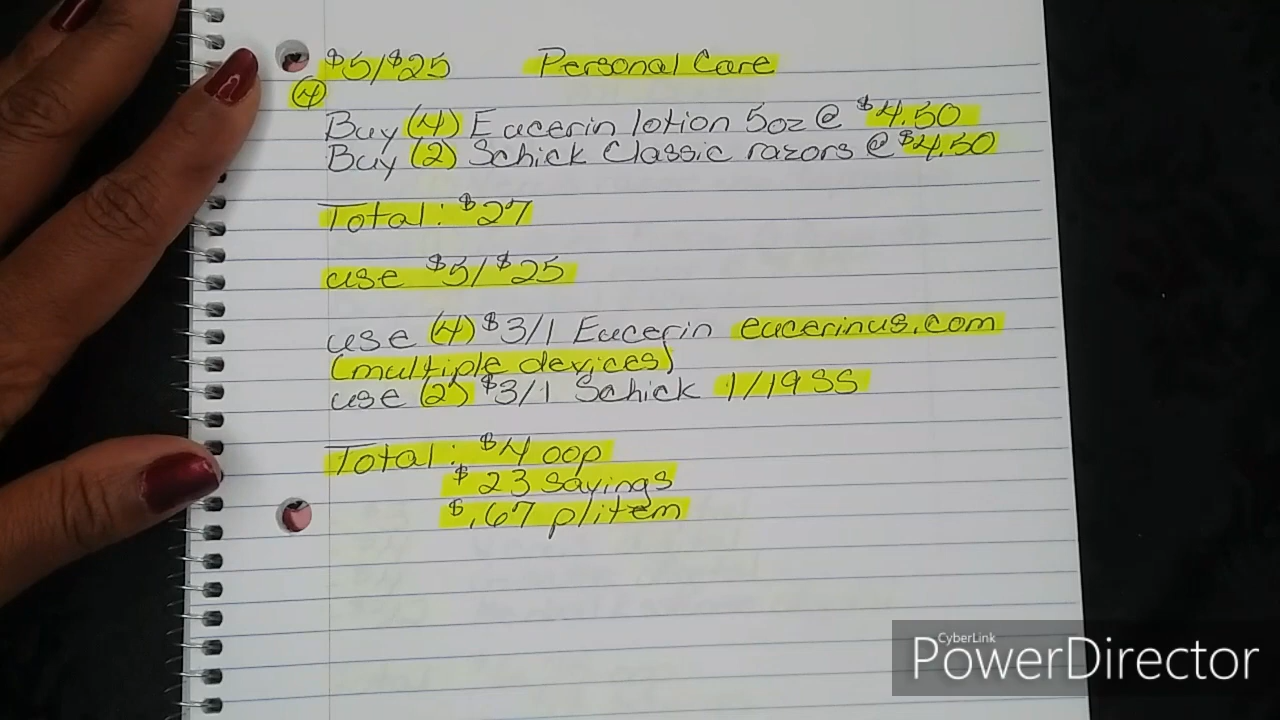 $5/$25 Personal Care
4
Buy (4) Eucerin lotion 5oz @ $4.50
Buy (2) Schick Classic razors @ $4.50
Total: $27
use $5/$25
use (4) $3/1 Eucerin eucerinus.com
(multiple devices)
use (2) $3/1 Schick 1/19 SS
Total: $4 oop
$23 savings
$.67 p/item
CyberLink
PowerDirector